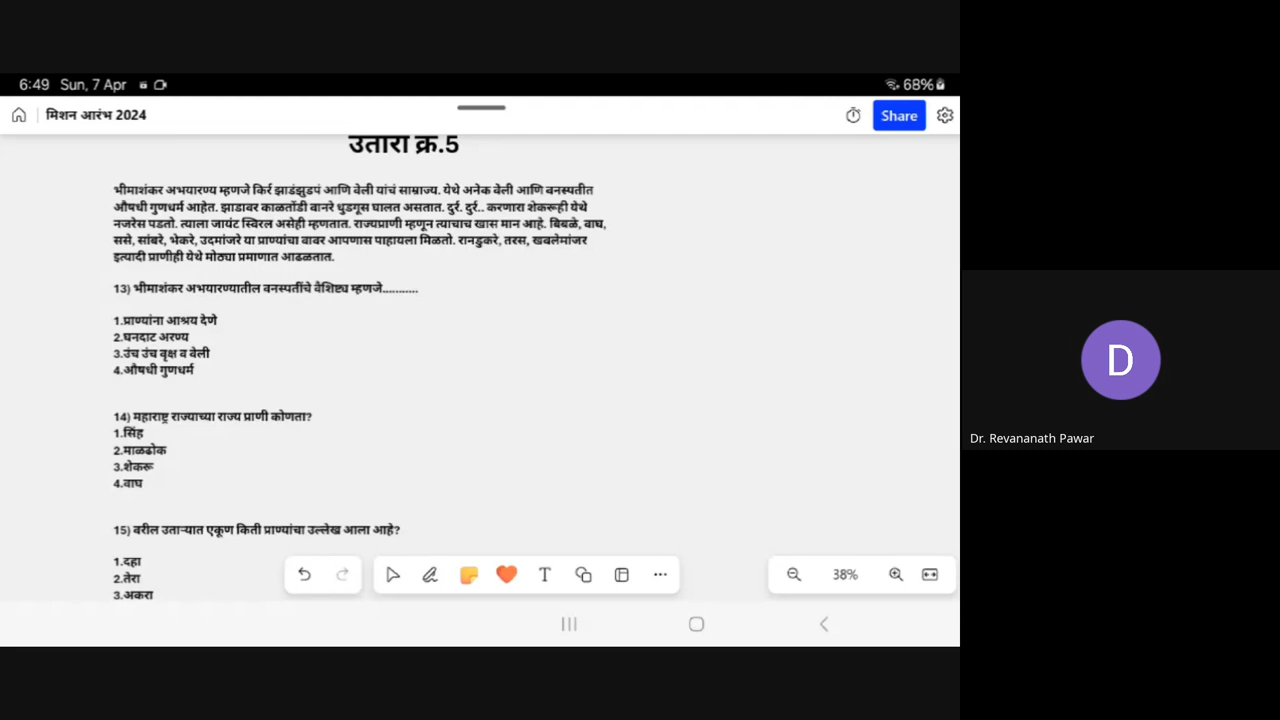 6:49 Sun, 7 Apr
68%
मिशन आरंभ 2024
Share
उतारा क्र.5
भीमाशंकर अभयारण्य म्हणजे किर्र झाडंझुडपं आणि वेली यांचं साम्राज्य. येथे अनेक वेली आणि वनस्पतीत
औषधी गुणधर्म आहेत. झाडावर काळतोंडी वानरे धुडगूस घालत असतात. दुर्र. दुर्र.. करणारा शेकरूही येथे
नजरेस पडतो. त्याला जायंट स्क्विरल असेही म्हणतात. राज्यप्राणी म्हणून त्याचाच खास मान आहे. बिबळे, वाघ,
ससे, सांबरे, भेकरे, उदमांजरे या प्राण्यांचा वावर आपणास पाहायला मिळतो. रानडुकरे, तरस, खवलेमांजर
इत्यादी प्राणीही येथे मोठ्या प्रमाणात आढळतात.
13) भीमाशंकर अभयारण्यातील वनस्पतींचे वैशिष्ट्य म्हणजे...........
1.प्राण्यांना आश्रय देणे
2.घनदाट अरण्य
3.उंच उंच वृक्ष व वेली
4.औषधी गुणधर्म
14) महाराष्ट्र राज्याच्या राज्य प्राणी कोणता?
1.सिंह
2.माळढोक
3.शेकरू
4.वाघ
15) वरील उताऱ्यात एकूण किती प्राण्यांचा उल्लेख आला आहे?
1.दहा
2.तेरा
3.अकरा
T
38%
D
Dr. Revananath Pawar